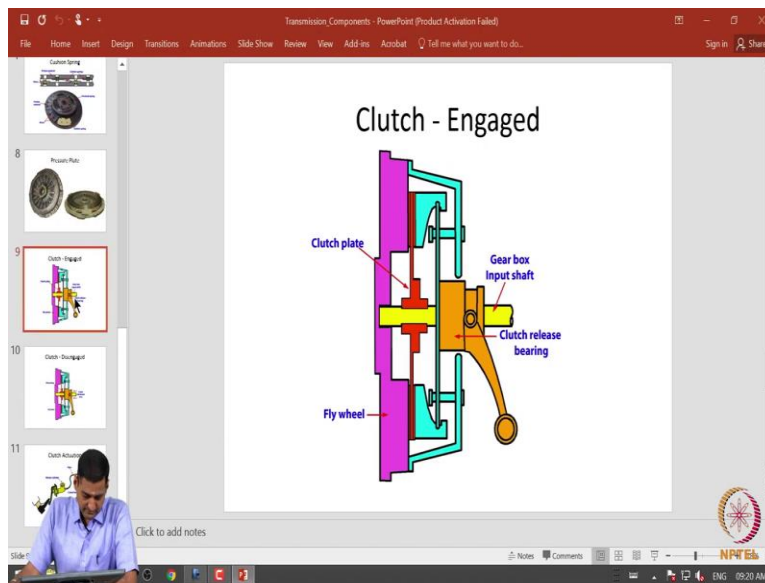 Transmission_Components - PowerPoint (Product Activation Failed)
File Home Insert Design Transitions Animations Slide Show Review View Add-ins Acrobat Tell me what you want to do... Sign in Share
Cushion Spring
8
Pressure Plate
9
Clutch - Engaged
10
Clutch - Disengaged
11
Clutch Actuation
Clutch - Engaged
Clutch plate
Gear box
Input shaft
Clutch release
bearing
Fly wheel
Click to add notes
Notes Comments
NPTEL
ENG 09:20 AM